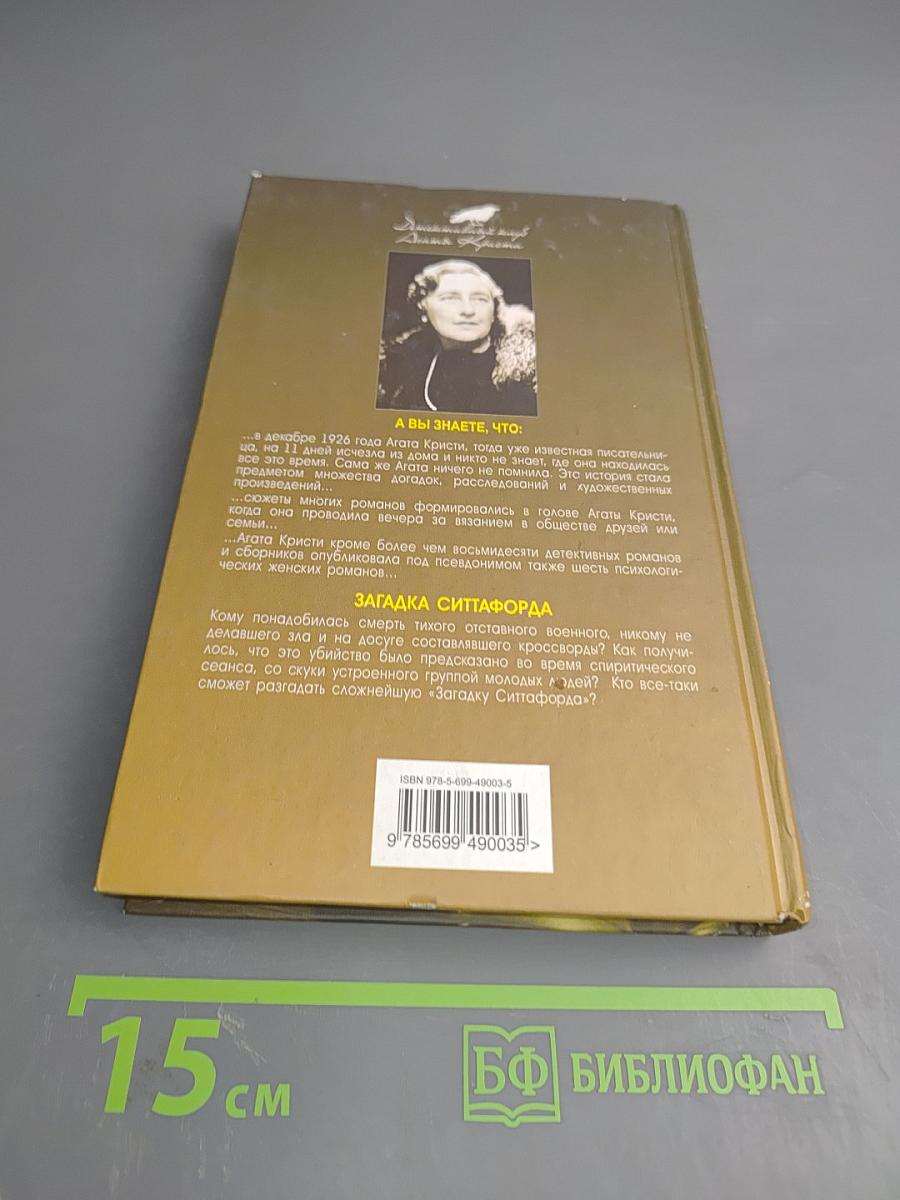 Детективный клуб
Агаты Кристи
А ВЫ ЗНАЕТЕ, ЧТО:
...в декабре 1926 года Агата Кристи, тогда уже известная писательни-
ца, на 11 дней исчезла из дома и никто не знает, где она находилась
все это время. Сама же Агата ничего не помнила. Эта история стала
предметом множества догадок, расследований и художественных
произведений...
...сюжеты многих романов формировались в голове Агаты Кристи,
когда она проводила вечера за вязанием в обществе друзей или
семьи...
...Агата Кристи кроме более чем восьмидесяти детективных романов
и сборников опубликовала под псевдонимом также шесть психологи-
ческих женских романов...
ЗАГАДКА СИТТАФОРДА
Кому понадобилась смерть тихого отставного военного, никому не
делавшего зла и на досуге составлявшего кроссворды? Как получи-
лось, что это убийство было предсказано во время спиритического
сеанса, со скуки устроенного группой молодых людей? Кто все-таки
сможет разгадать сложнейшую «Загадку Ситтафорда»?
ISBN 978-5-699-49003-5
9 785699 490035 >
15 см
БФ БИБЛИОФАН